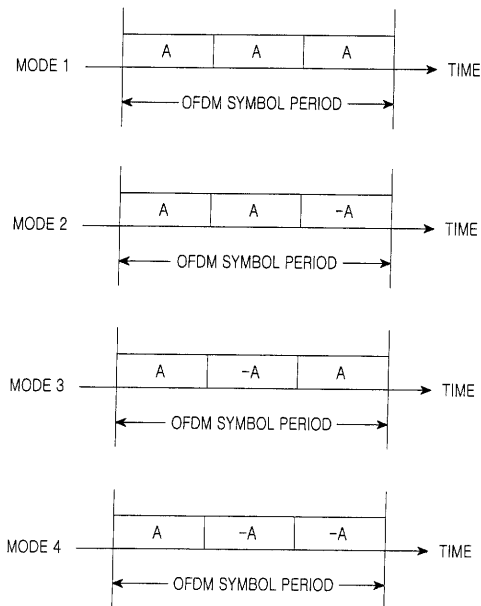 A A A
MODE 1 TIME
OFDM SYMBOL PERIOD
A A -A
MODE 2 TIME
OFDM SYMBOL PERIOD
A -A A
MODE 3 TIME
OFDM SYMBOL PERIOD
A -A -A
MODE 4 TIME
OFDM SYMBOL PERIOD